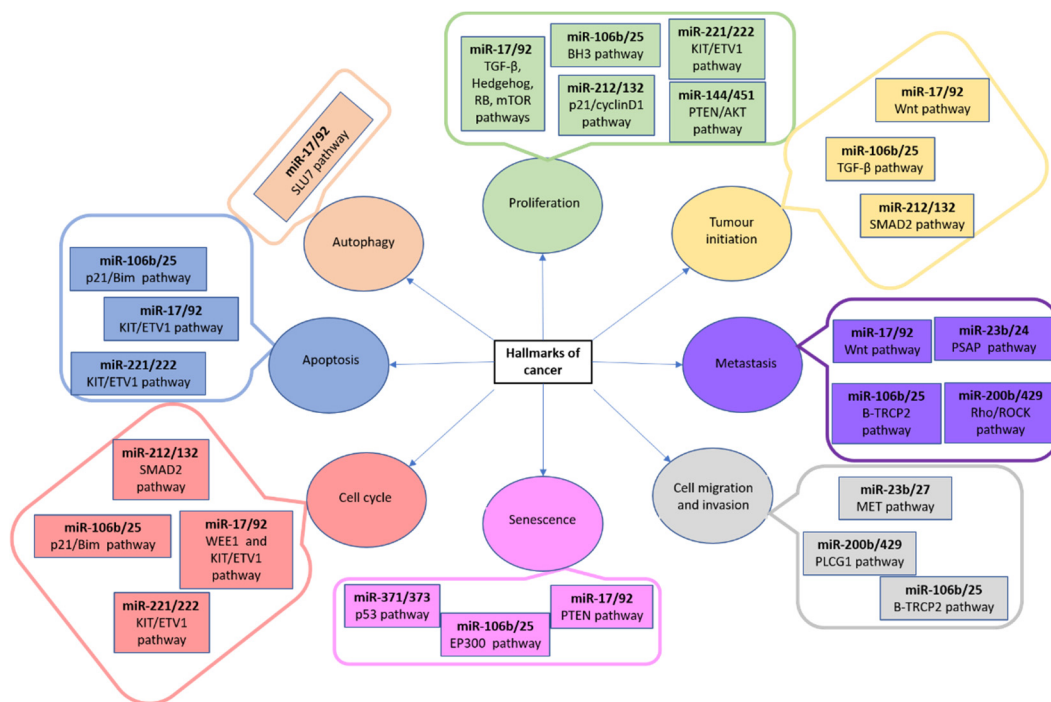 miR-17/92
TGF-β,
Hedgehog,
RB, mTOR
pathways
miR-106b/25
BH3 pathway
miR-221/222
KIT/ETV1
pathway
miR-212/132
p21/cyclinD1
pathway
miR-144/451
PTEN/AKT
pathway
Proliferation
miR-17/92
Wnt pathway
miR-106b/25
TGF-β pathway
miR-212/132
SMAD2 pathway
Tumour
initiation
miR-17/92
SLU7 pathway
Autophagy
miR-106b/25
p21/Bim pathway
miR-17/92
KIT/ETV1 pathway
miR-221/222
KIT/ETV1 pathway
Apoptosis
Hallmarks of
cancer
Metastasis
miR-17/92
Wnt pathway
miR-23b/24
PSAP pathway
miR-106b/25
B-TRCP2
pathway
miR-200b/429
Rho/ROCK
pathway
miR-212/132
SMAD2
pathway
miR-106b/25
p21/Bim pathway
miR-17/92
WEE1 and
KIT/ETV1
pathway
miR-221/222
KIT/ETV1
pathway
Cell cycle
Senescence
miR-371/373
p53 pathway
miR-106b/25
EP300 pathway
miR-17/92
PTEN pathway
Cell migration
and invasion
miR-23b/27
MET pathway
miR-200b/429
PLCG1 pathway
miR-106b/25
B-TRCP2 pathway